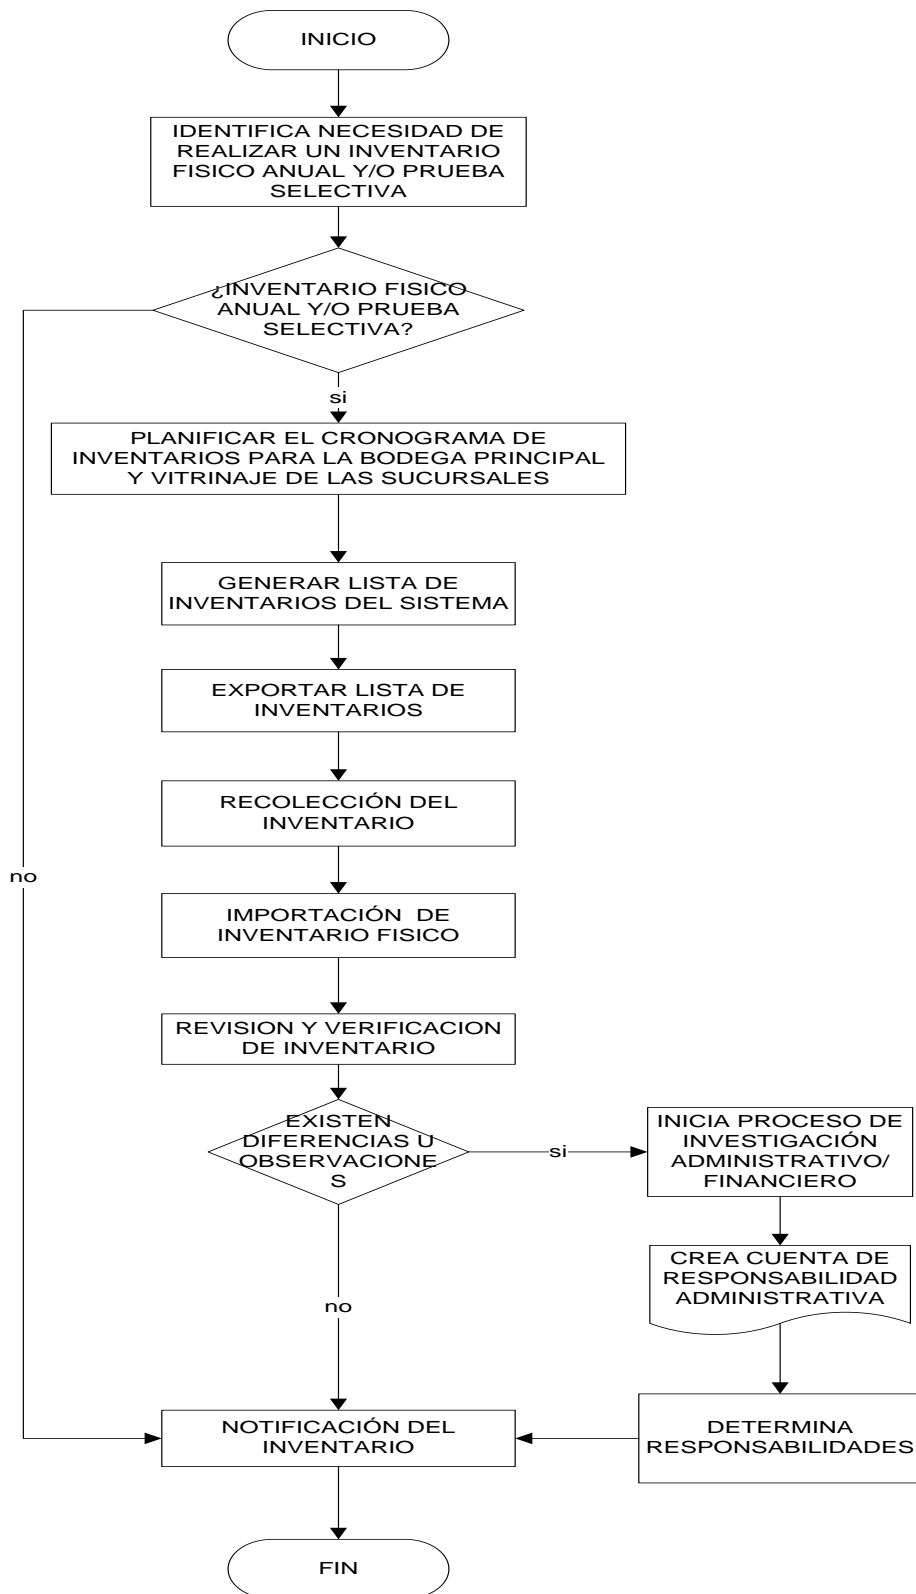 INICIO
IDENTIFICA NECESIDAD DE
REALIZAR UN INVENTARIO
FISICO ANUAL Y/O PRUEBA
SELECTIVA
¿INVENTARIO FISICO
ANUAL Y/O PRUEBA
SELECTIVA?
si
PLANIFICAR EL CRONOGRAMA DE
INVENTARIOS PARA LA BODEGA PRINCIPAL
Y VITRINAJE DE LAS SUCURSALES
GENERAR LISTA DE
INVENTARIOS DEL SISTEMA
EXPORTAR LISTA DE
INVENTARIOS
RECOLECCIÓN DEL
INVENTARIO
no
IMPORTACIÓN  DE
INVENTARIO FISICO
REVISION Y VERIFICACION
DE INVENTARIO
EXISTEN
DIFERENCIAS U
OBSERVACIONE
S
si
INICIA PROCESO DE
INVESTIGACIÓN
ADMINISTRATIVO/
FINANCIERO
CREA CUENTA DE
RESPONSABILIDAD
ADMINISTRATIVA
no
DETERMINA
RESPONSABILIDADES
NOTIFICACIÓN DEL
INVENTARIO
FIN